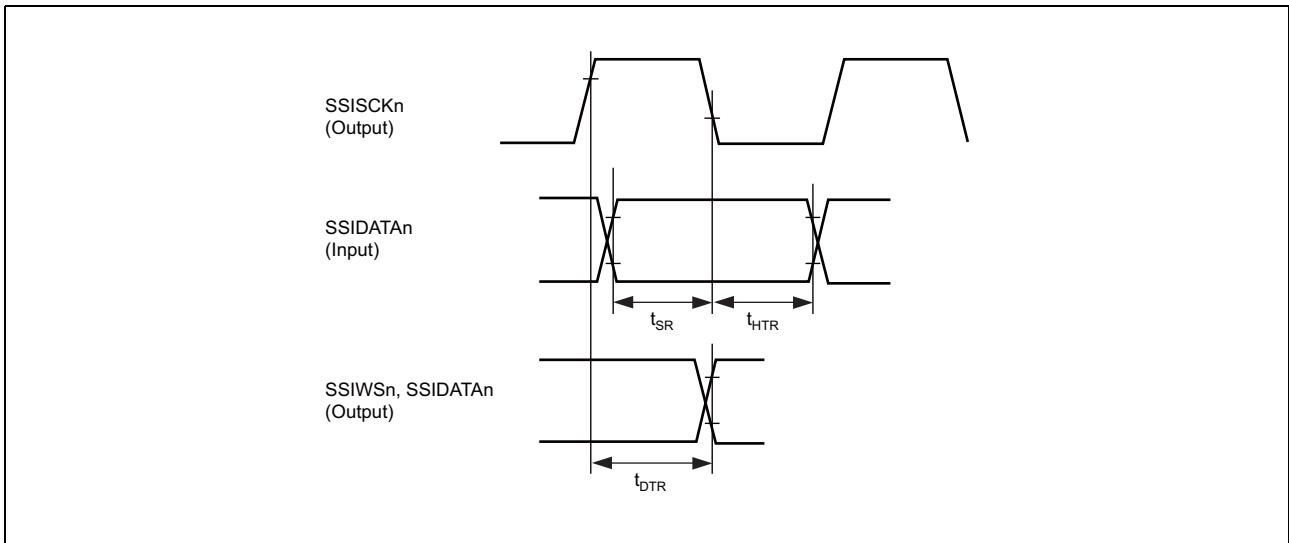 SSISCKn
(Output)
SSIDATAn
(Input)
tSR
tHTR
SSIWSn, SSIDATAn
(Output)
tDTR